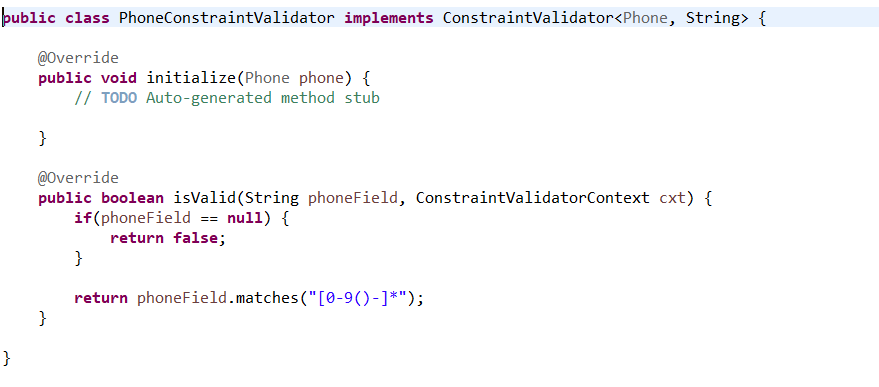 public class PhoneConstraintValidator implements ConstraintValidator<Phone, String> {
@Override
public void initialize(Phone phone) {
// TODO Auto-generated method stub
}
@Override
public boolean isValid(String phoneField, ConstraintValidatorContext cxt) {
if(phoneField == null) {
return false;
}
return phoneField.matches("[0-9()-]*");
}
}